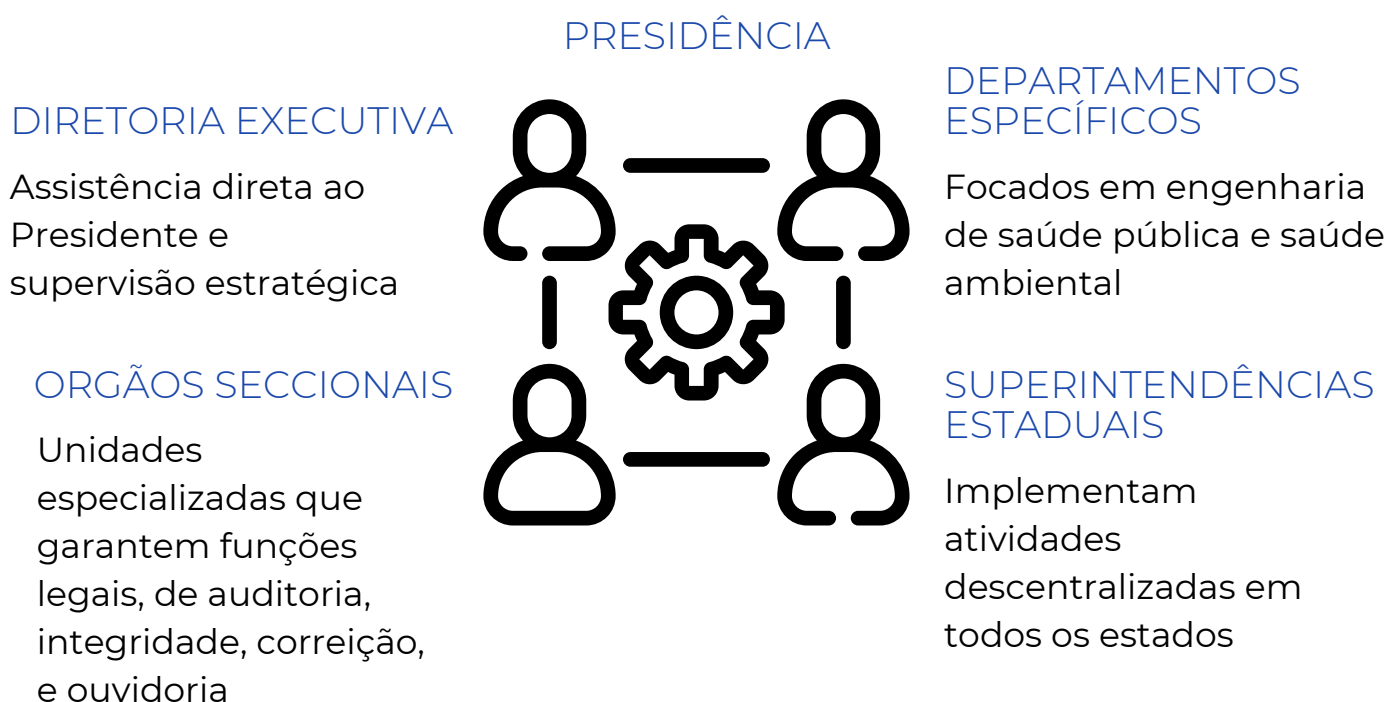 PRESIDÊNCIA
DIRETORIA EXECUTIVA
Assistência direta ao
Presidente e
supervisão estratégica
DEPARTAMENTOS
ESPECÍFICOS
Focados em engenharia
de saúde pública e saúde
ambiental
ORGÃOS SECCIONAIS
Unidades
especializadas que
garantem funções
legais, de auditoria,
integridade, correição,
e ouvidoria
SUPERINTENDÊNCIAS
ESTADUAIS
Implementam
atividades
descentralizadas em
todos os estados